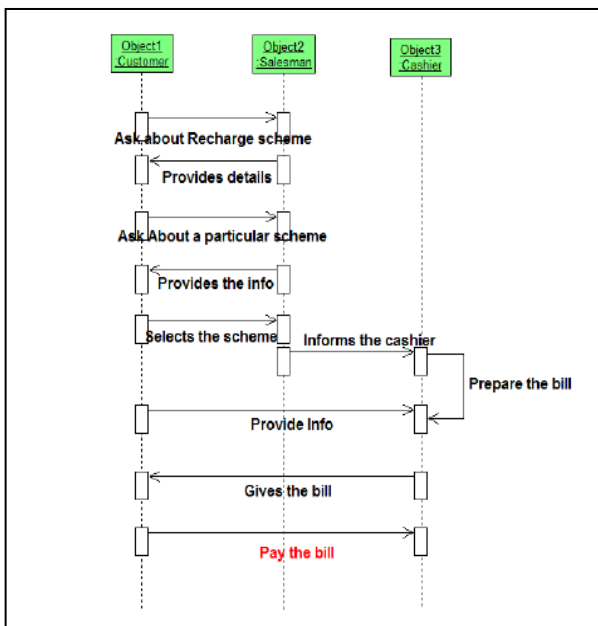 Object1
:Customer
Object2
:Salesman
Object3
:Cashier
Ask about Recharge scheme
Provides details
Ask About a particular scheme
Provides the info
Selects the scheme
Informs the cashier
Prepare the bill
Provide Info
Gives the bill
Pay the bill